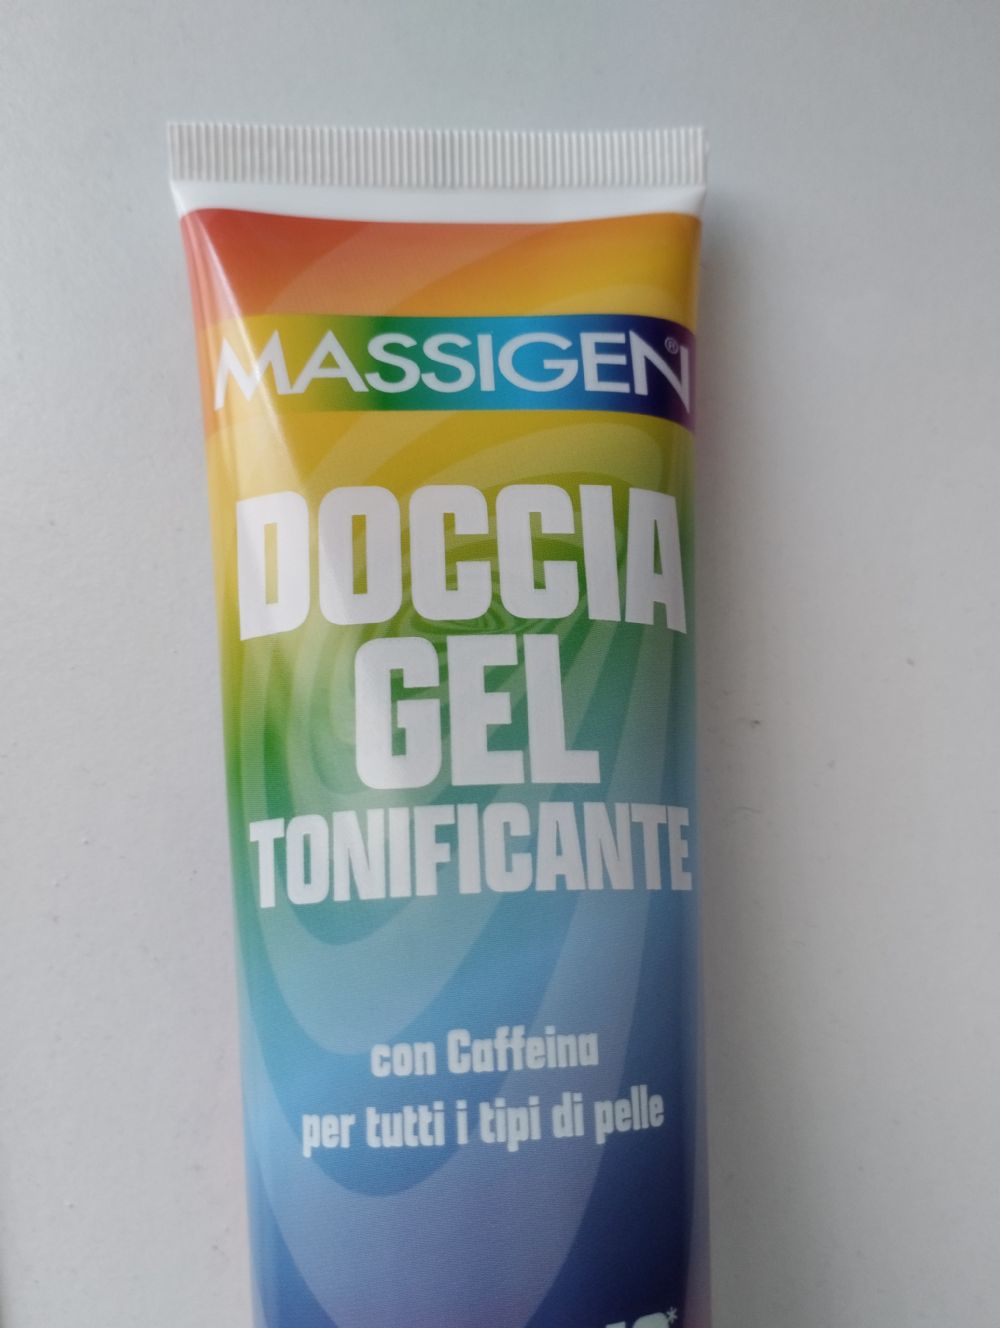 MASSIGEN®
DOCCIA
GEL
TONIFICANTE
con Caffeina
per tutti i tipi di pelle